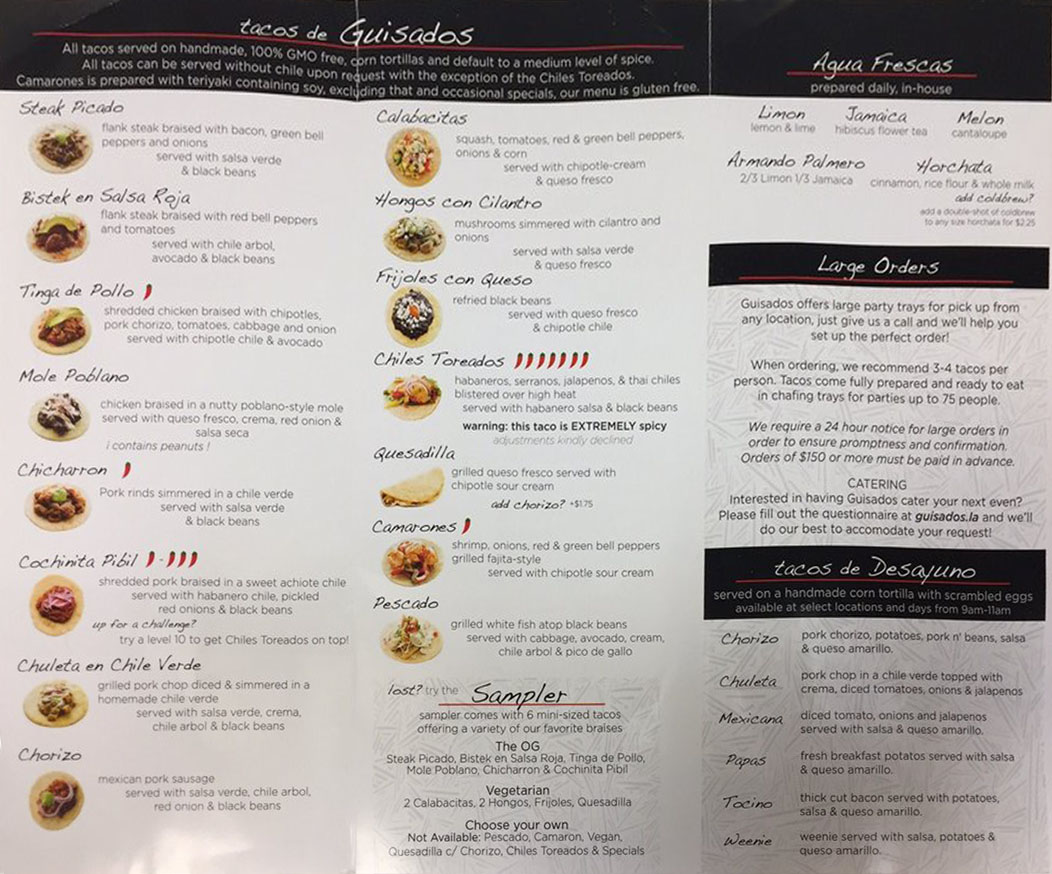 tacos de Guisados
All tacos served on handmade, 100% GMO free, corn tortillas and default to a medium level of spice.
All tacos can be served without chile upon request with the exception of the Chiles Toreados.
Camarones is prepared with teriyaki containing soy, excluding that and occasional specials, our menu is gluten free.
Steak Picado
flank steak braised with bacon, green bell
peppers and onions
served with salsa verde
& black beans
Bistek en Salsa Roja
flank steak braised with red bell peppers
and tomatoes
served with chile arbol,
avocado & black beans
Tinga de Pollo
shredded chicken braised with chipotles,
pork chorizo, tomatoes, cabbage and onion
served with chipotle chile & avocado
Mole Poblano
chicken braised in a nutty poblano-style mole
served with queso fresco, crema, red onion &
salsa seca
¡ contains peanuts !
Chicharron
Pork rinds simmered in a chile verde
served with salsa verde
& black beans
Cochinita Pibil -
shredded pork braised in a sweet achiote chile
served with habanero chile, pickled
red onions & black beans
up for a challenge?
try a level 10 to get Chiles Toreados on top!
Chuleta en Chile Verde
grilled pork chop diced & simmered in a
homemade chile verde
served with salsa verde, crema,
chile arbol & black beans
Chorizo
mexican pork sausage
served with salsa verde, chile arbol,
red onion & black beans
Calabacitas
squash, tomatoes, red & green bell peppers,
onions & corn
served with chipotle-cream
& queso fresco
Hongos con Cilantro
mushrooms simmered with cilantro and
onions
served with salsa verde
& queso fresco
Frijoles con Queso
refried black beans
served with queso fresco
& chipotle chile
Chiles Toreados
habaneros, serranos, jalapenos, & thai chiles
blistered over high heat
served with habanero salsa & black beans
warning: this taco is EXTREMELY spicy
adjustments kindly declined
Quesadilla
grilled queso fresco served with
chipotle sour cream
add chorizo? +$1.75
Camarones
shrimp, onions, red & green bell peppers
grilled fajita-style
served with chipotle sour cream
Pescado
grilled white fish atop black beans
served with cabbage, avocado, cream,
chile arbol & pico de gallo
lost? try the Sampler
sampler comes with 6 mini-sized tacos
offering a variety of our favorite braises
The OG
Steak Picado, Bistek en Salsa Roja, Tinga de Pollo,
Mole Poblano, Chicharron & Cochinita Pibil
Vegetarian
2 Calabacitas, 2 Hongos, Frijoles, Quesadilla
Choose your own
Not Available: Pescado, Camaron, Vegan,
Quesadilla c/ Chorizo, Chiles Toreados & Specials
Agua Frescas
prepared daily, in-house
Limon
lemon & lime
Jamaica
hibiscus flower tea
Melon
cantaloupe
Armando Palmero
2/3 Limon 1/3 Jamaica
Horchata
cinnamon, rice flour & whole milk
add coldbrew?
add a double-shot of coldbrew
to any size horchata for $2.25
Large Orders
Guisados offers large party trays for pick up from
any location, just give us a call and we'll help you
set up the perfect order!
When ordering, we recommend 3-4 tacos per
person. Tacos come fully prepared and ready to eat
in chafing trays for parties up to 75 people.
We require a 24 hour notice for large orders in
order to ensure promptness and confirmation.
Orders of $150 or more must be paid in advance.
CATERING
Interested in having Guisados cater your next even?
Please fill out the questionnaire at guisados.la and we'll
do our best to accomodate your request!
tacos de Desayuno
served on a handmade corn tortilla with scrambled eggs
available at select locations and days from 9am-11am
Chorizo
pork chorizo, potatoes, pork n' beans, salsa
& queso amarillo.
Chuleta
pork chop in a chile verde topped with
crema, diced tomatoes, onions & jalapenos
Mexicana
diced tomato, onions and jalapenos
served with salsa & queso amarillo.
Papas
fresh breakfast potatos served with salsa
& queso amarillo.
Tocino
thick cut bacon served with potatoes,
salsa & queso amarillo.
Weenie
weenie served with salsa, potatoes &
queso amarillo.